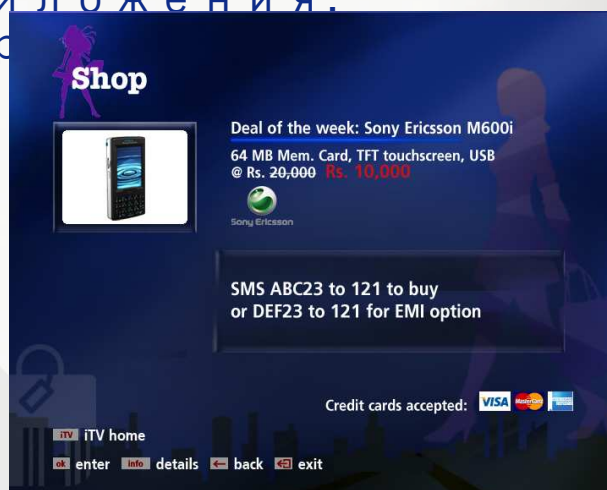 иложения.
Shop
Deal of the week: Sony Ericsson M600i
64 MB Mem. Card, TFT touchscreen, USB
@ Rs. 20,000 Rs. 10,000
Sony Ericsson
SMS ABC23 to 121 to buy
or DEF23 to 121 for EMI option
Credit cards accepted: VISA MasterCard
iTV iTV home
ok enter info details back exit